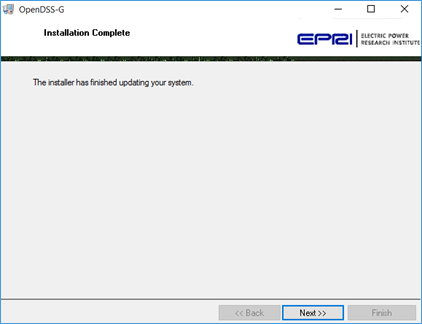 OpenDSS-G
Installation Complete
EPRI
ELECTRIC POWER
RESEARCH INSTITUTE
The installer has finished updating your system.
<< Back
Next >>
Finish